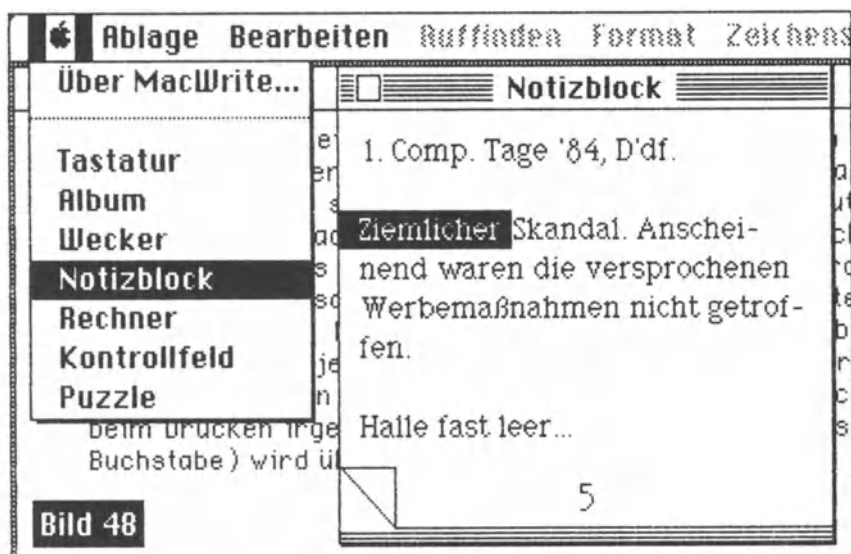 Ablage Bearbeiten Auffinden Format
Über MacWrite...
Tastatur
Album
Wecker
Notizblock
Rechner
Kontrollfeld
Puzzle
Notizblock
1. Comp. Tage '84, D'df.
Ziemlicher Skandal. Anschei-
nend waren die versprochenen
Werbemaßnahmen nicht getrof-
fen.
Halle fast leer...
5
beim Drucken
Buchstabe) wird
Bild 48